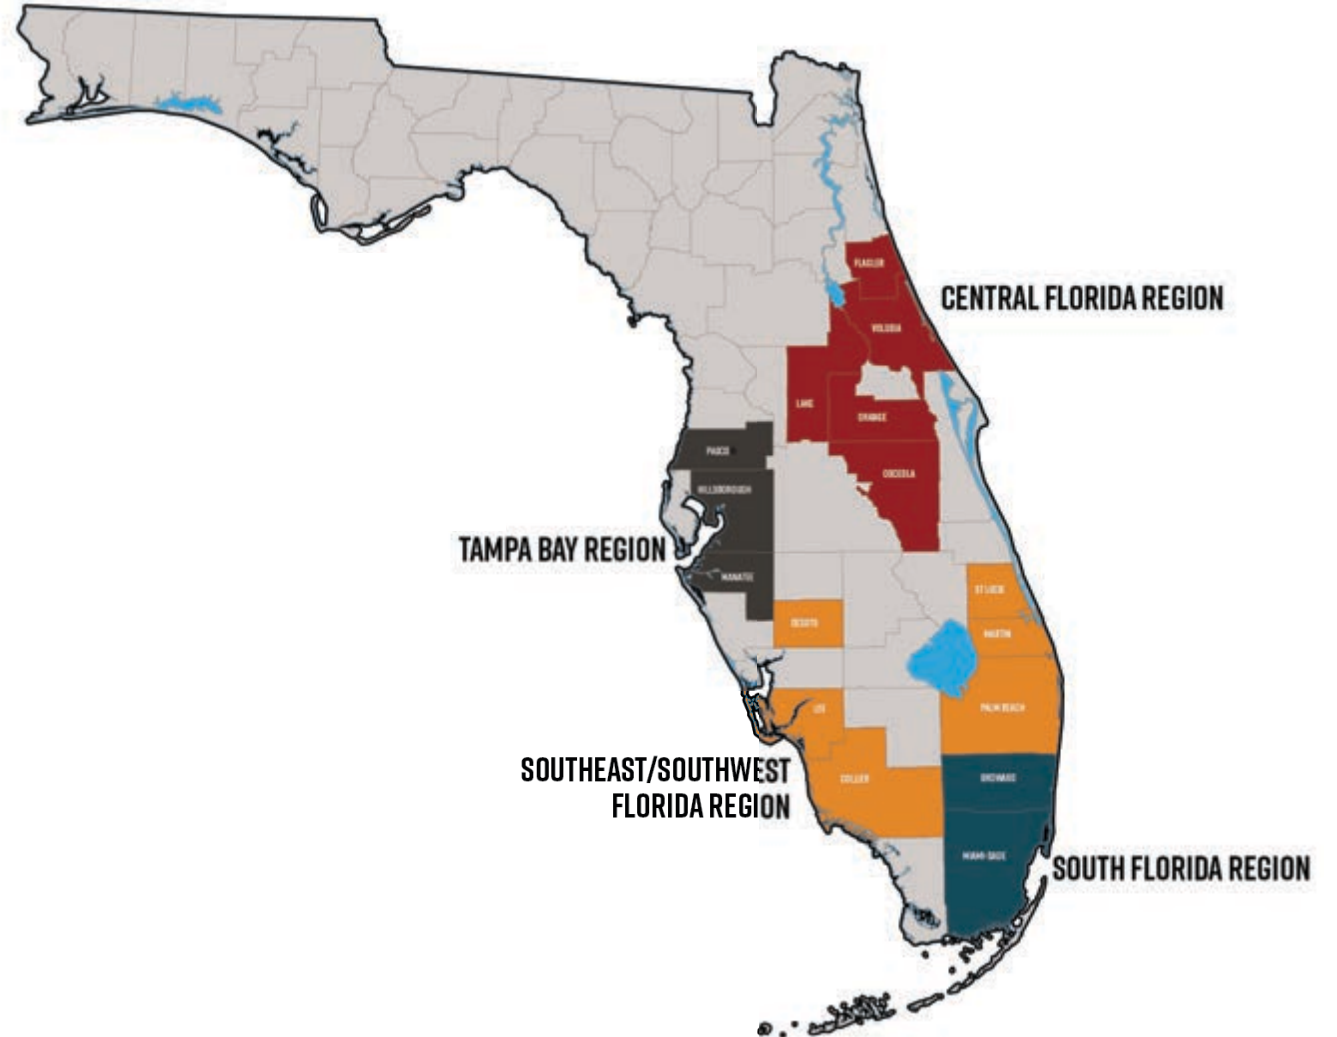 FLAGLER
CENTRAL FLORIDA REGION
VOLUSIA
LAKE
ORANGE
PASCO
OSCEOLA
HILLSBOROUGH
TAMPA BAY REGION
MANATEE
ST LUCIE
DESOTO
MARTIN
LEE
PALM BEACH
SOUTHEAST/SOUTHWEST
FLORIDA REGION
COLLIER
BROWARD
MIAMI-DADE
SOUTH FLORIDA REGION